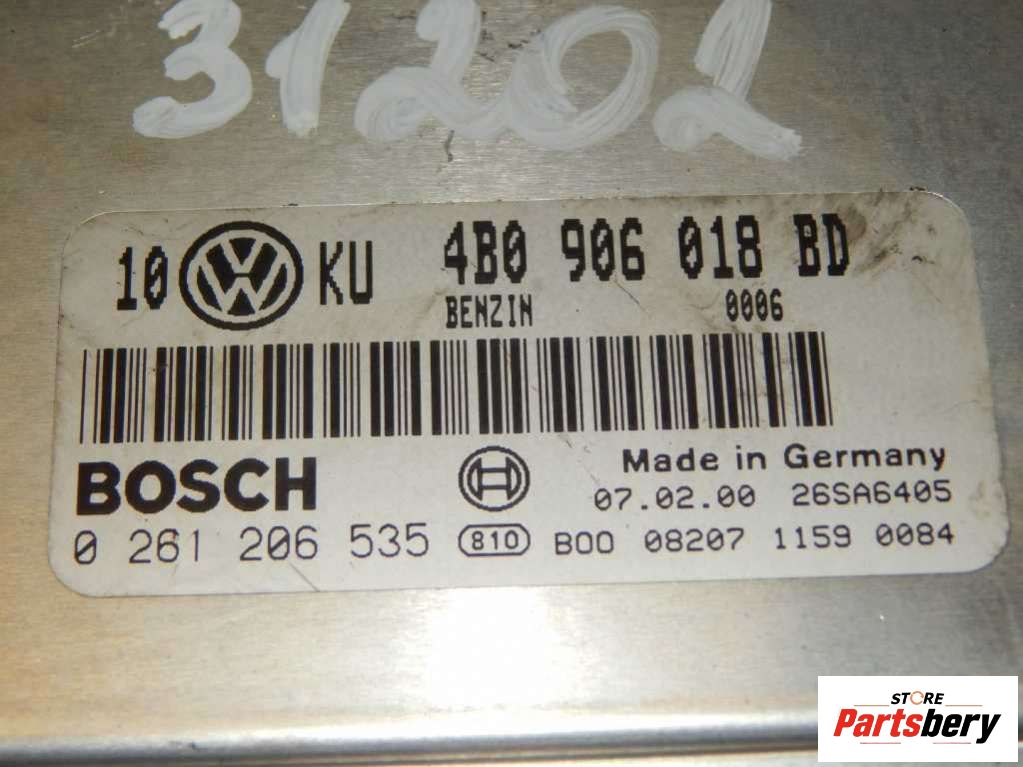 31201
10 VW KU 4B0 906 018 BD
BENZIN 0006
BOSCH
Made in Germany
07.02.00 26SA6405
0 261 206 535 810 B00 08207 1159 0084
STORE
Partsbery